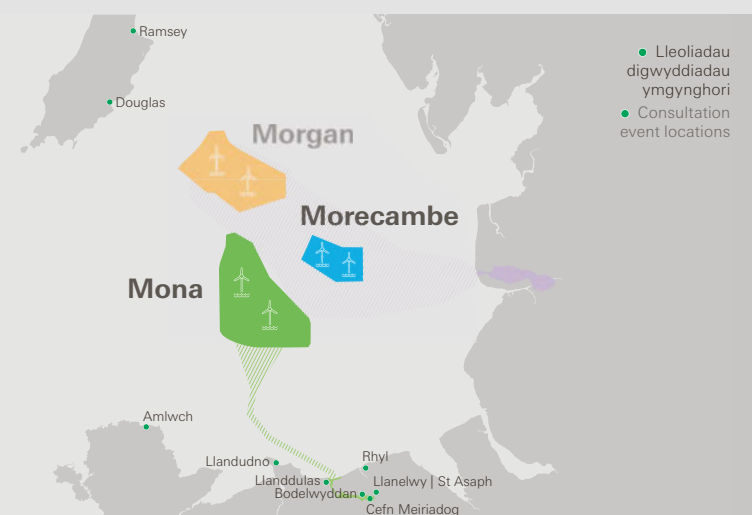 Ramsey
Lleoliadau
digwyddiadau
ymgynghori
Douglas
Consultation
event locations
Morgan
Morecambe
Mona
Amlwch
Rhyl
Llandudno
Llanddulas
Llanelwy | St Asaph
Bodelwyddan
Cefn Meiriadog